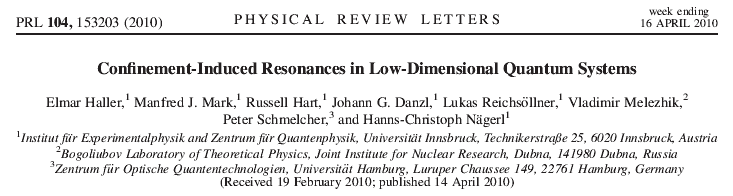 PRL 104, 153203 (2010)
PHYSICAL REVIEW LETTERS
week ending
16 APRIL 2010
Confinement-Induced Resonances in Low-Dimensional Quantum Systems
Elmar Haller,1 Manfred J. Mark,1 Russell Hart,1 Johann G. Danzl,1 Lukas Reichsöllner,1 Vladimir Melezhik,2
Peter Schmelcher,3 and Hanns-Christoph Nägerl1
1Institut für Experimentalphysik and Zentrum für Quantenphysik, Universität Innsbruck, Technikerstraße 25, 6020 Innsbruck, Austria
2Bogoliubov Laboratory of Theoretical Physics, Joint Institute for Nuclear Research, Dubna, 141980 Dubna, Russia
3Zentrum für Optische Quantentechnologien, Universität Hamburg, Luruper Chaussee 149, 22761 Hamburg, Germany
(Received 19 February 2010; published 14 April 2010)